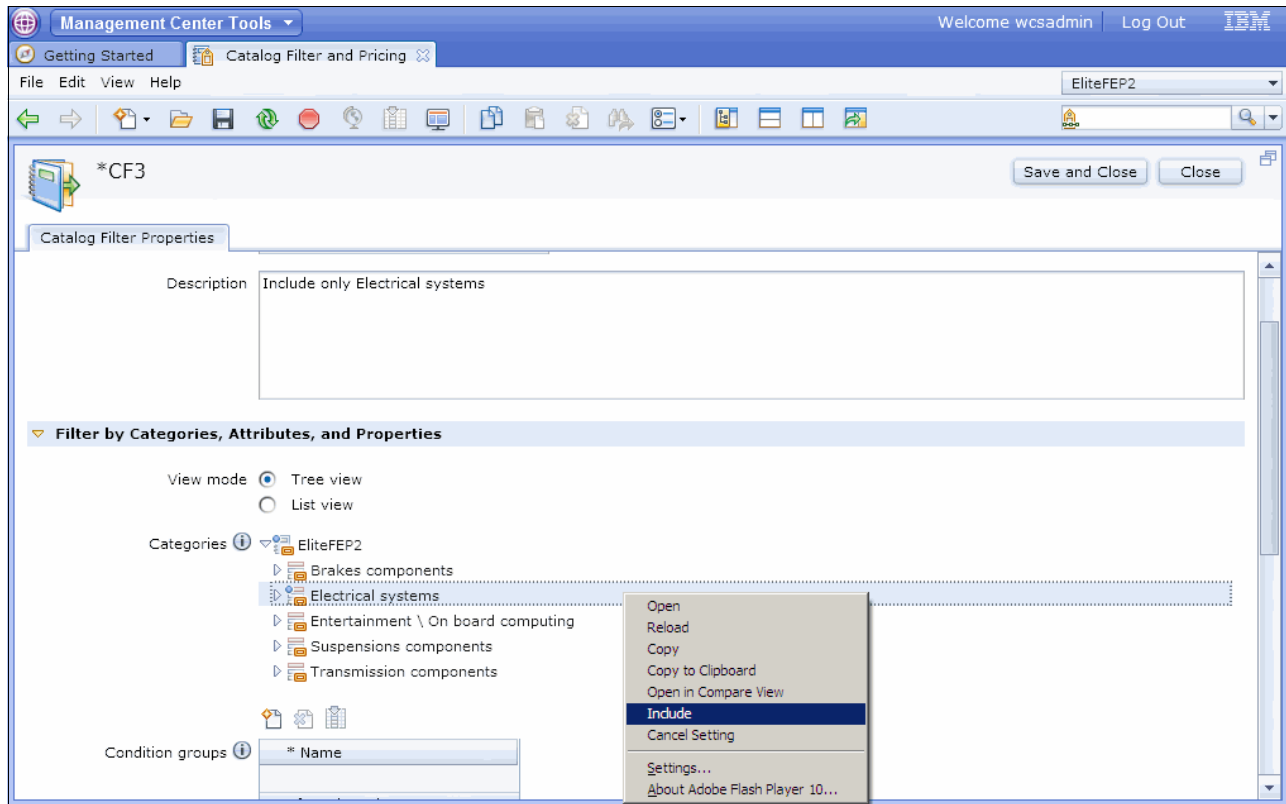 Management Center Tools Welcome wcsadmin Log Out IBM
Getting Started Catalog Filter and Pricing
File Edit View Help EliteFEP2
*CF3 Save and Close Close
Catalog Filter Properties
Description Include only Electrical systems
Filter by Categories, Attributes, and Properties
View mode Tree view
List view
Categories EliteFEP2
Brakes components
Electrical systems
Entertainment \ On board computing
Suspensions components
Transmission components
Open
Reload
Copy
Copy to Clipboard
Open in Compare View
Include
Cancel Setting
Settings...
About Adobe Flash Player 10...
Condition groups * Name